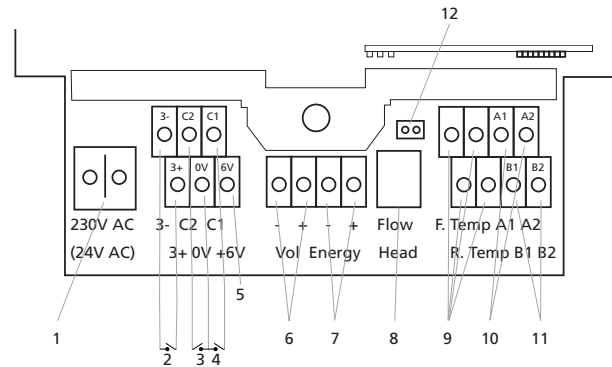 12
3- C2 C1 A1 A2
3+ 0V 6V B1 B2
230V AC 3- C2 C1 - + - + Flow F. Temp A1 A2
(24V AC) 3+ 0V +6V Vol Energy Head R. Temp B1 B2
5
1 6 7 8 9 10 11
2 3 4